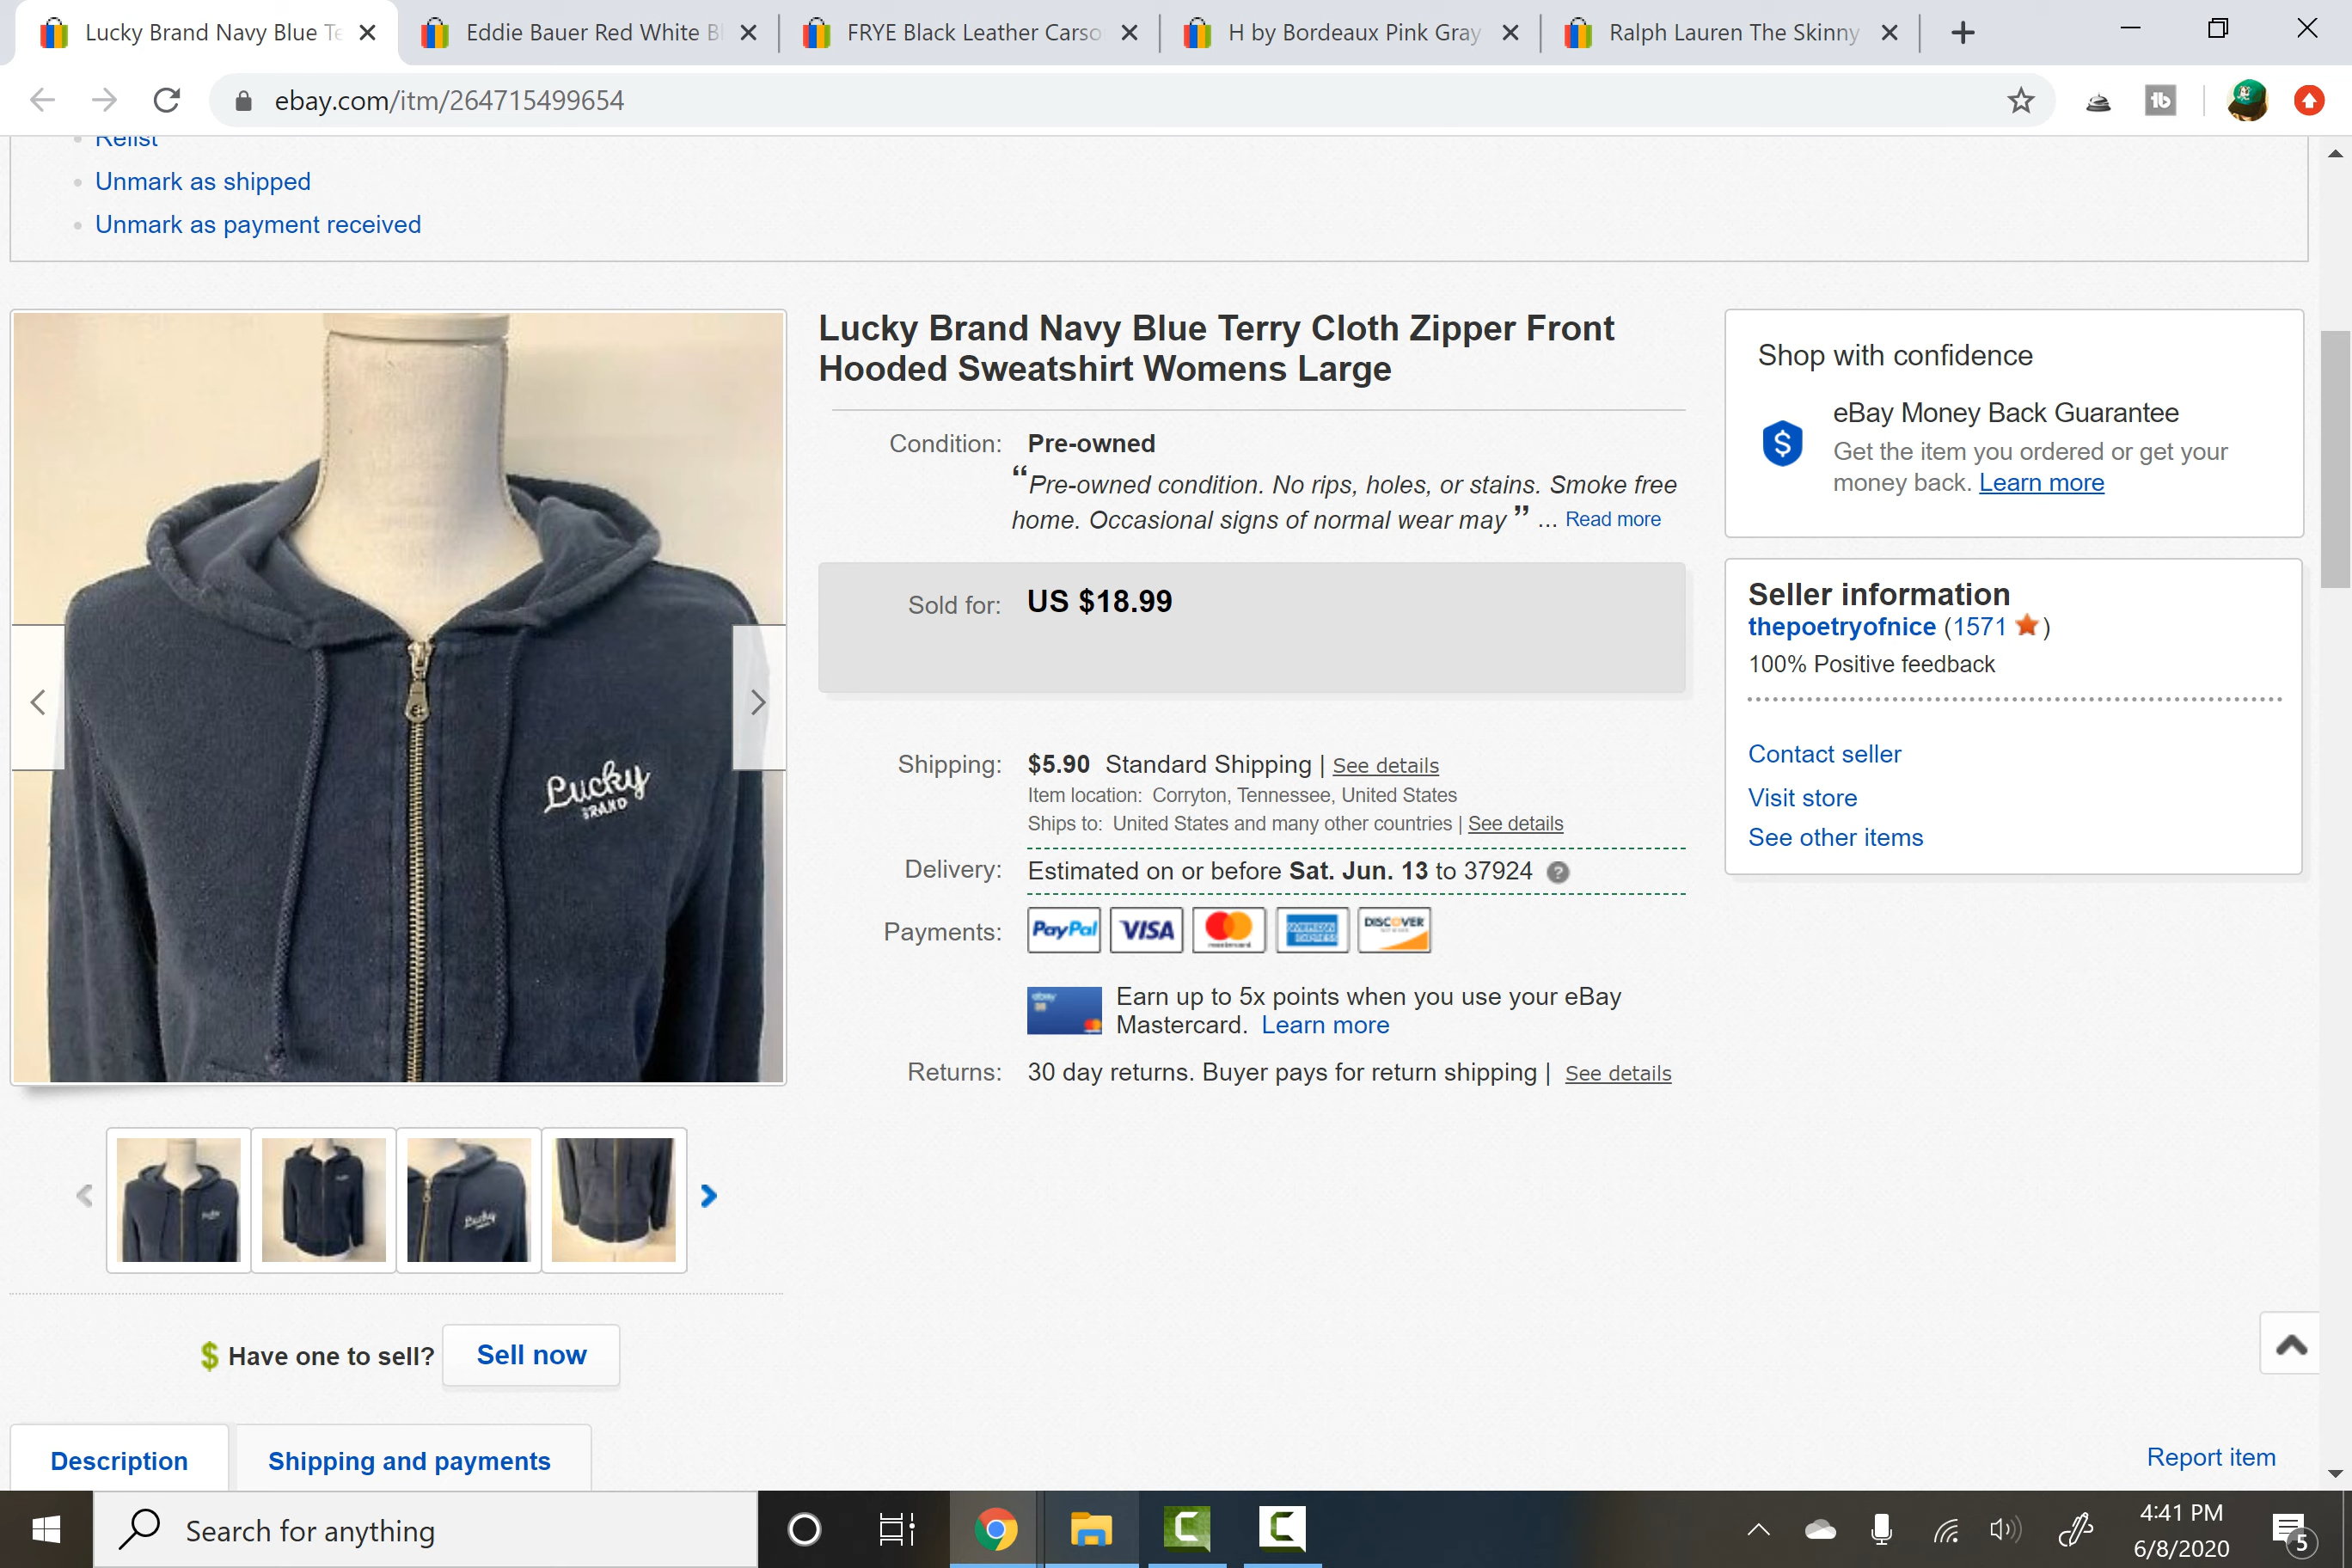 Lucky Brand Navy Blue Te
Eddie Bauer Red White Bl
FRYE Black Leather Carso
H by Bordeaux Pink Gray
Ralph Lauren The Skinny
ebay.com/itm/264715499654
tb
Relist
Unmark as shipped
Unmark as payment received
Lucky
BRAND
Have one to sell?
Sell now
Lucky Brand Navy Blue Terry Cloth Zipper Front
Hooded Sweatshirt Womens Large
Condition: Pre-owned
“Pre-owned condition. No rips, holes, or stains. Smoke free
home. Occasional signs of normal wear may ” ... Read more
Sold for: US $18.99
Shipping: $5.90 Standard Shipping | See details
Item location: Corryton, Tennessee, United States
Ships to: United States and many other countries | See details
Delivery: Estimated on or before Sat. Jun. 13 to 37924 ?
Payments: PayPal VISA mastercard AMERICAN EXPRESS DISCOVER
ebay
Earn up to 5x points when you use your eBay
Mastercard. Learn more
Returns: 30 day returns. Buyer pays for return shipping | See details
Shop with confidence
$
eBay Money Back Guarantee
Get the item you ordered or get your
money back. Learn more
Seller information
thepoetryofnice (1571 )
100% Positive feedback
Contact seller
Visit store
See other items
Description
Shipping and payments
Report item
Search for anything
4:41 PM
6/8/2020
5